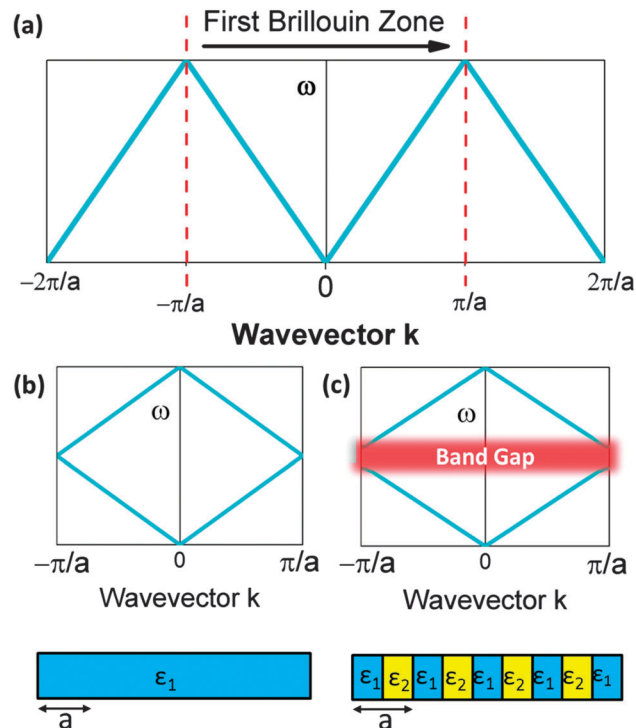 (a)
First Brillouin Zone
ω
−2π/a
−π/a
0
π/a
2π/a
Wavevector k
(b)
ω
−π/a
0
π/a
Wavevector k
(c)
ω
Band Gap
−π/a
0
π/a
Wavevector k
ε₁
a
ε₁ ε₂ ε₁ ε₂ ε₁ ε₂ ε₁ ε₂ ε₁
a